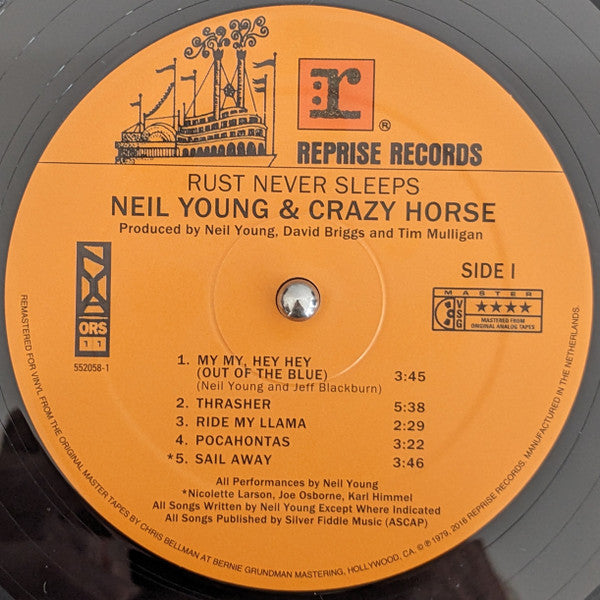 r
®
REPRISE RECORDS
RUST NEVER SLEEPS
NEIL YOUNG & CRAZY HORSE
Produced by Neil Young, David Briggs and Tim Mulligan
SIDE I
NYA
ORS
11
552058-1
MASTER
VSG
★★★★
MASTERED FROM
ORIGINAL ANALOG TAPES
1. MY MY, HEY HEY
(OUT OF THE BLUE) 3:45
(Neil Young and Jeff Blackburn)
2. THRASHER 5:38
3. RIDE MY LLAMA 2:29
4. POCAHONTAS 3:22
*5. SAIL AWAY 3:46
All Performances by Neil Young
*Nicolette Larson, Joe Osborne, Karl Himmel
All Songs Written by Neil Young Except Where Indicated
All Songs Published by Silver Fiddle Music (ASCAP)
REMASTERED FOR VINYL FROM THE ORIGINAL MASTER TAPES BY CHRIS BELLMAN AT BERNIE GRUNDMAN MASTERING, HOLLYWOOD, CA. © ℗ 1979, 2016 REPRISE RECORDS. MANUFACTURED IN THE NETHERLANDS.